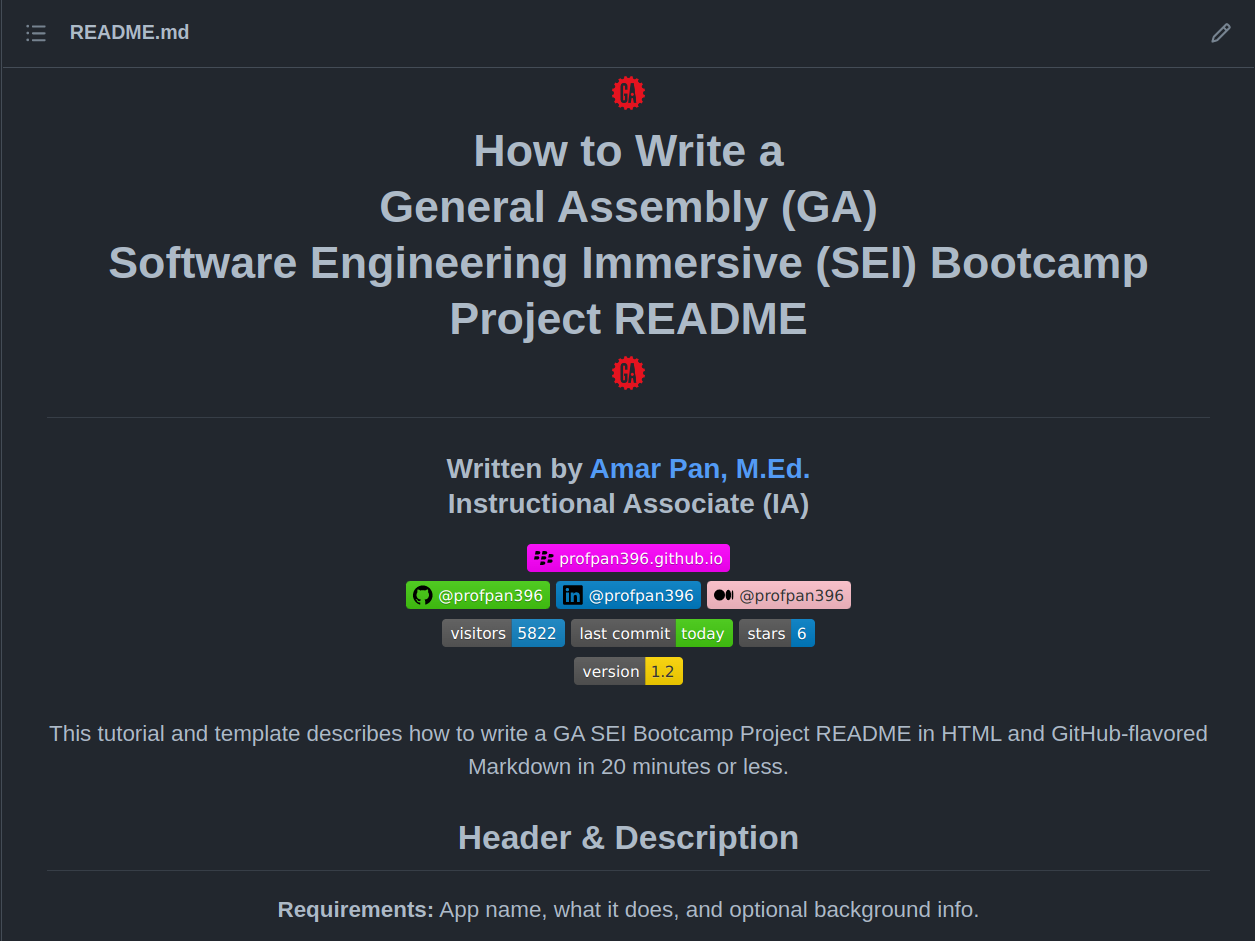 README.md
GA
How to Write a
General Assembly (GA)
Software Engineering Immersive (SEI) Bootcamp
Project README
GA
Written by Amar Pan, M.Ed.
Instructional Associate (IA)
profpan396.github.io
@profpan396 @profpan396 @profpan396
visitors 5822 last commit today stars 6
version 1.2
This tutorial and template describes how to write a GA SEI Bootcamp Project README in HTML and GitHub-flavored
Markdown in 20 minutes or less.
Header & Description
Requirements: App name, what it does, and optional background info.